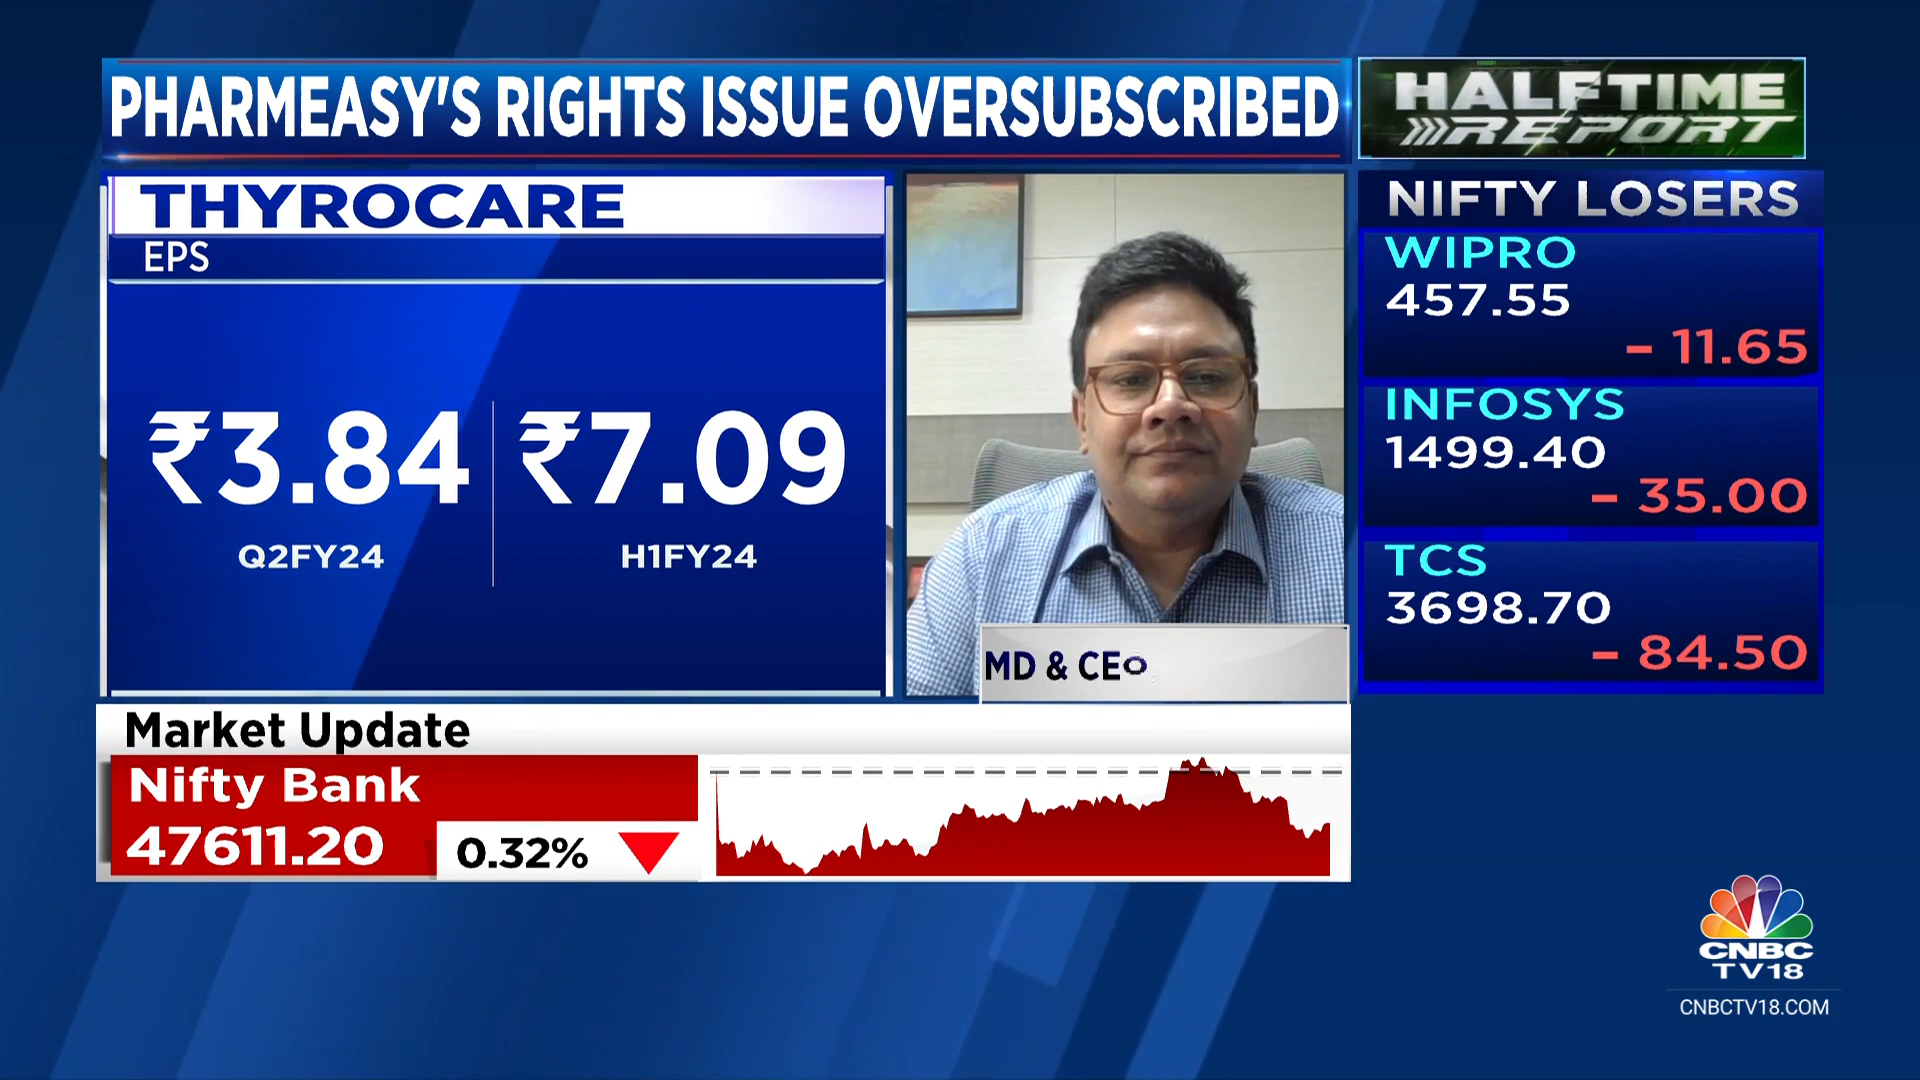 PHARMEASY'S RIGHTS ISSUE OVERSUBSCRIBED
HALFTIME
REPORT
THYROCARE
EPS
₹3.84
Q2FY24
₹7.09
H1FY24
MD & CEO
NIFTY LOSERS
WIPRO
457.55
- 11.65
INFOSYS
1499.40
- 35.00
TCS
3698.70
- 84.50
Market Update
Nifty Bank
47611.20
0.32%
CNBC
TV18
CNBCTV18.COM